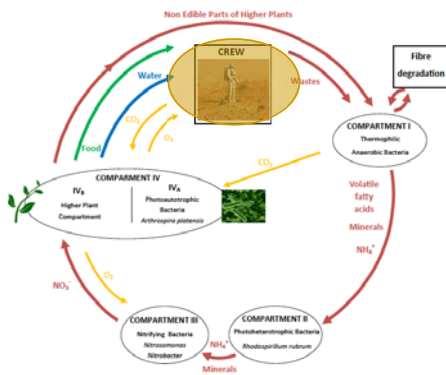 Non Edible Parts of Higher Plants
CREW
Water
Wastes
Fibre
degradation
CO₂
O₂
Food
COMPARTMENT I
Thermophilic
Anaerobic Bacteria
CO₂
COMPARMENT IV
IVB
Higher Plant
Compartment
IVA
Photoautotrophic
Bacteria
Arthrospira platensis
Volatile
fatty
acids
Minerals
NH₄⁺
O₂
NO₃⁻
COMPARTMENT III
Nitrifying Bacteria
Nitrosomonas
Nitrobacter
NH₄⁺
Minerals
COMPARTMENT II
Photoheterotrophic Bacteria
Rhodospirillum rubrum